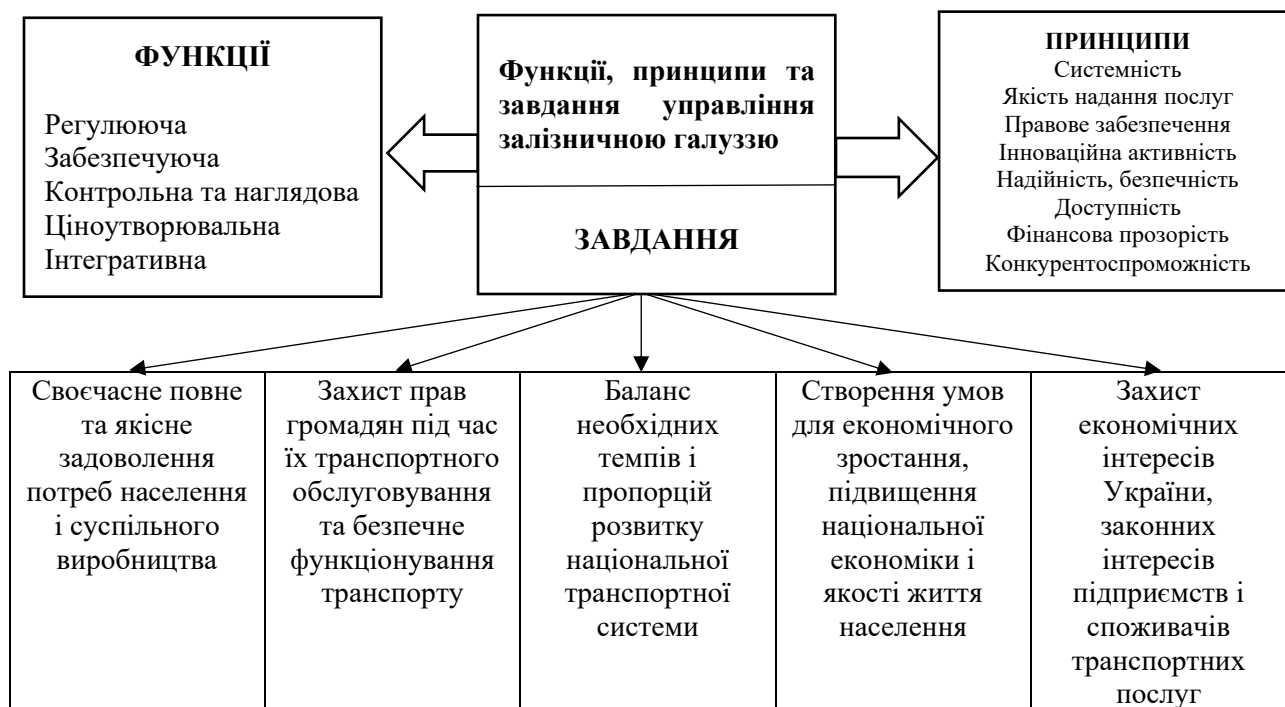 ФУНКЦІЇ
Регулююча
Забезпечуюча
Контрольна та наглядова
Ціноутворювальна
Інтегративна
Функції, принципи та
завдання управління
залізничною галуззю
ЗАВДАННЯ
ПРИНЦИПИ
Системність
Якість надання послуг
Правове забезпечення
Інноваційна активність
Надійність, безпечність
Доступність
Фінансова прозорість
Конкурентоспроможність
Своєчасне повне
та якісне
задоволення
потреб населення
і суспільного
виробництва
Захист прав
громадян під час
їх транспортного
обслуговування
та безпечне
функціонування
транспорту
Баланс
необхідних
темпів і
пропорцій
розвитку
національної
транспортної
системи
Створення умов
для економічного
зростання,
підвищення
національної
економіки і
якості життя
населення
Захист
економічних
інтересів
України,
законних
інтересів
підприємств і
споживачів
транспортних
послуг